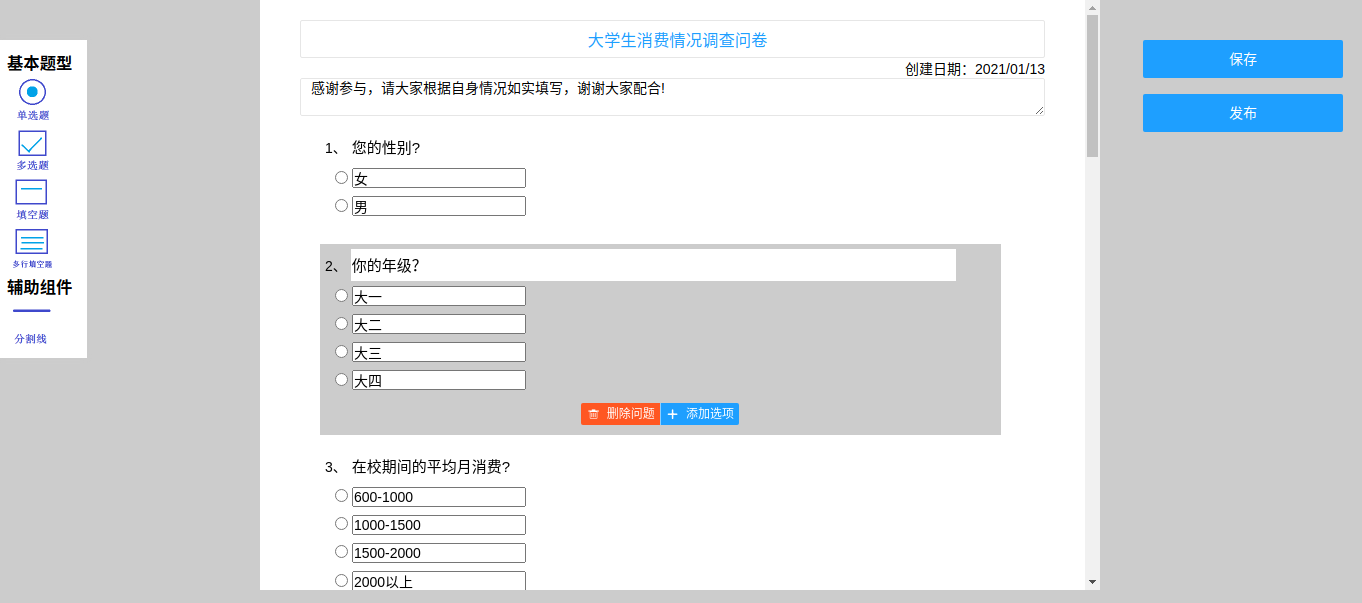 基本题型
单选题
多选题
填空题
多行填空题
辅助组件
分割线
大学生消费情况调查问卷
创建日期：2021/01/13
感谢参与，请大家根据自身情况如实填写，谢谢大家配合!
1、 您的性别?
女
男
2、 你的年级？
大一
大二
大三
大四
删除问题 添加选项
3、 在校期间的平均月消费?
600-1000
1000-1500
1500-2000
2000以上
保存
发布